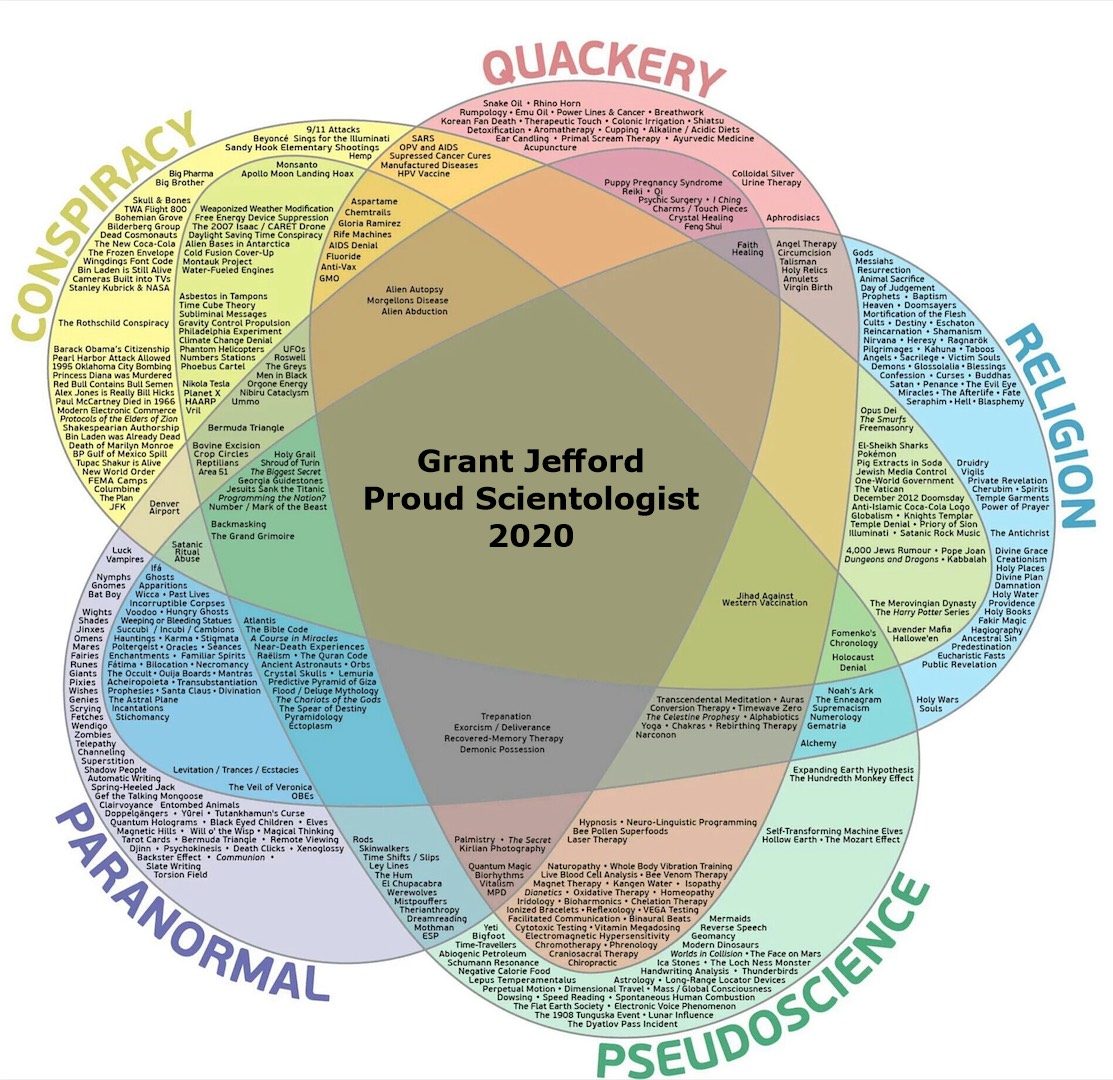 QUACKERY
CONSPIRACY
RELIGION
PARANORMAL
PSEUDOSCIENCE
Snake Oil • Rhino Horn
Rumpology • Emu Oil • Power Lines & Cancer • Breathwork
Korean Fan Death • Therapeutic Touch • Colonic Irrigation • Shiatsu
Detoxification • Aromatherapy • Cupping • Alkaline / Acidic Diets
Ear Candling • Primal Scream Therapy • Ayurvedic Medicine
Acupuncture
Colloidal Silver
Urine Therapy
Aphrodisiacs
Puppy Pregnancy Syndrome
Reiki • Qi
Psychic Surgery • I Ching
Charms / Touch Pieces
Crystal Healing
Feng Shui
Faith
Healing
Angel Therapy
Circumcision
Talisman
Holy Relics
Amulets
Virgin Birth
SARS
OPV and AIDS
Supressed Cancer Cures
Manufactured Diseases
HPV Vaccine
Aspartame
Chemtrails
Gloria Ramirez
Rife Machines
AIDS Denial
Fluoride
Anti-Vax
GMO
Alien Autopsy
Morgellons Disease
Alien Abduction
9/11 Attacks
Beyoncé Sings for the Illuminati
Sandy Hook Elementary Shootings
Hemp
Big Pharma
Big Brother
Skull & Bones
TWA Flight 800
Bohemian Grove
Bilderberg Group
Dead Cosmonauts
The New Coca-Cola
The Frozen Envelope
Wingdings Font Code
Bin Laden is Still Alive
Cameras Built into TVs
Stanley Kubrick & NASA
The Rothschild Conspiracy
Barack Obama's Citizenship
Pearl Harbor Attack Allowed
1995 Oklahoma City Bombing
Princess Diana was Murdered
Red Bull Contains Bull Semen
Alex Jones is Really Bill Hicks
Paul McCartney Died in 1966
Modern Electronic Commerce
Protocols of the Elders of Zion
Shakespearian Authorship
Bin Laden was Already Dead
Death of Marilyn Monroe
BP Gulf of Mexico Spill
Tupac Shakur is Alive
New World Order
FEMA Camps
Columbine
The Plan
JFK
Monsanto
Apollo Moon Landing Hoax
Weaponized Weather Modification
Free Energy Device Suppression
The 2007 Isaac / CARET Drone
Daylight Saving Time Conspiracy
Alien Bases in Antarctica
Cold Fusion Cover-Up
Montauk Project
Water-Fueled Engines
Asbestos in Tampons
Time Cube Theory
Subliminal Messages
Gravity Control Propulsion
Philadelphia Experiment
Climate Change Denial
Phantom Helicopters
Numbers Stations
Phoebus Cartel
Nikola Tesla
Planet X
HAARP
Vril
UFOs
Roswell
The Greys
Men in Black
Orgone Energy
Nibiru Cataclysm
Ummo
Bermuda Triangle
Bovine Excision
Crop Circles
Reptilians
Area 51
Holy Grail
Shroud of Turin
The Biggest Secret
Georgia Guidestones
Jesuits Sank the Titanic
Programming the Nation?
Number / Mark of the Beast
Backmasking
The Grand Grimoire
Denver
Airport
Satanic
Ritual
Abuse
Grant Jefford
Proud Scientologist
2020
Gods
Messiahs
Resurrection
Animal Sacrifice
Day of Judgement
Prophets • Baptism
Heaven • Doomsayers
Mortification of the Flesh
Cults • Destiny • Eschaton
Reincarnation • Shamanism
Nirvana • Heresy • Ragnarök
Pilgrimages • Kahuna • Taboos
Angels • Sacrilege • Victim Souls
Demons • Glossolalia • Blessings
Confession • Curses • Buddhas
Satan • Penance • The Evil Eye
Miracles • The Afterlife • Fate
Seraphim • Hell • Blasphemy
Opus Dei
The Smurfs
Freemasonry
El-Sheikh Sharks
Pokémon
Pig Extracts in Soda
Jewish Media Control
One-World Government
The Vatican
December 2012 Doomsday
Anti-Islamic Coca-Cola Logo
Globalism • Knights Templar
Temple Denial • Priory of Sion
Illuminati • Satanic Rock Music
4,000 Jews Rumour • Pope Joan
Dungeons and Dragons • Kabbalah
The Merovingian Dynasty
The Harry Potter Series
Lavender Mafia
Hallowe'en
Druidry
Vigils
Private Revelation
Cherubim • Spirits
Temple Garments
Power of Prayer
The Antichrist
Divine Grace
Creationism
Holy Places
Divine Plan
Damnation
Holy Water
Providence
Holy Books
Fakir Magic
Hagiography
Ancestral Sin
Predestination
Eucharistic Fasts
Public Revelation
Holy Wars
Souls
Jihad Against
Western Vaccination
Fomenko's
Chronology
Holocaust
Denial
Noah's Ark
The Enneagram
Supremacism
Numerology
Gematria
Alchemy
Transcendental Meditation • Auras
Conversion Therapy • Timewave Zero
The Celestine Prophesy • Alphabiotics
Yoga • Chakras • Rebirthing Therapy
Narconon
Trepanation
Exorcism / Deliverance
Recovered-Memory Therapy
Demonic Possession
Luck
Vampires
Nymphs
Gnomes
Bat Boy
Wights
Shades
Jinxes
Omens
Mares
Fairies
Runes
Giants
Pixies
Wishes
Genies
Scrying
Fetches
Wendigo
Zombies
Telepathy
Channeling
Superstition
Shadow People
Automatic Writing
Spring-Heeled Jack
Gef the Talking Mongoose
Clairvoyance Entombed Animals
Doppelgängers • Yūrei • Tutankhamun's Curse
Quantum Holograms • Black Eyed Children • Elves
Magnetic Hills • Will o' the Wisp • Magical Thinking
Tarot Cards • Bermuda Triangle • Remote Viewing
Djinn • Psychokinesis • Death Clicks • Xenoglossy
Backster Effect • Communion •
Slate Writing
Torsion Field
Ifá
Ghosts
Apparitions
Wicca • Past Lives
Incorruptible Corpses
Voodoo • Hungry Ghosts
Weeping or Bleeding Statues
Succubi / Incubi / Cambions
Hauntings • Karma • Stigmata
Poltergeist • Oracles • Séances
Enchantments • Familiar Spirits
Fátima • Bilocation • Necromancy
The Occult • Ouija Boards • Mantras
Acheiropoieta • Transubstantiation
Prophesies • Santa Claus • Divination
The Astral Plane
Incantations
Stichomancy
Levitation / Trances / Ecstacies
The Veil of Veronica
OBEs
Atlantis
The Bible Code
A Course in Miracles
Near-Death Experiences
Raëlism • The Quran Code
Ancient Astronauts • Orbs
Crystal Skulls • Lemuria
Predictive Pyramid of Giza
Flood / Deluge Mythology
The Chariots of the Gods
The Spear of Destiny
Pyramidology
Ectoplasm
Rods
Skinwalkers
Time Shifts / Slips
Ley Lines
The Hum
El Chupacabra
Werewolves
Mistpouffers
Therianthropy
Dreamreading
Mothman
ESP
Palmistry • The Secret
Kirlian Photography
Quantum Magic
Biorhythms
Vitalism
MPD
Hypnosis • Neuro-Linguistic Programming
Bee Pollen Superfoods
Laser Therapy
Naturopathy • Whole Body Vibration Training
Live Blood Cell Analysis • Bee Venom Therapy
Magnet Therapy • Kangen Water • Isopathy
Dianetics • Oxidative Therapy • Homeopathy
Iridology • Bioharmonics • Chelation Therapy
Ionized Bracelets • Reflexology • VEGA Testing
Facilitated Communication • Binaural Beats
Cytotoxic Testing • Vitamin Megadosing
Electromagnetic Hypersensitivity
Chromotherapy • Phrenology
Craniosacral Therapy
Chiropractic
Expanding Earth Hypothesis
The Hundredth Monkey Effect
Self-Transforming Machine Elves
Hollow Earth • The Mozart Effect
Mermaids
Reverse Speech
Geomancy
Modern Dinosaurs
Worlds in Collision • The Face on Mars
Ica Stones • The Loch Ness Monster
Handwriting Analysis • Thunderbirds
Yeti
Bigfoot
Time-Travellers
Abiogenic Petroleum
Schumann Resonance
Negative Calorie Food
Lepus Temperamentalus
Astrology • Long-Range Locator Devices
Perpetual Motion • Dimensional Travel • Mass / Global Consciousness
Dowsing • Speed Reading • Spontaneous Human Combustion
The Flat Earth Society • Electronic Voice Phenomenon
The 1908 Tunguska Event • Lunar Influence
The Dyatlov Pass Incident